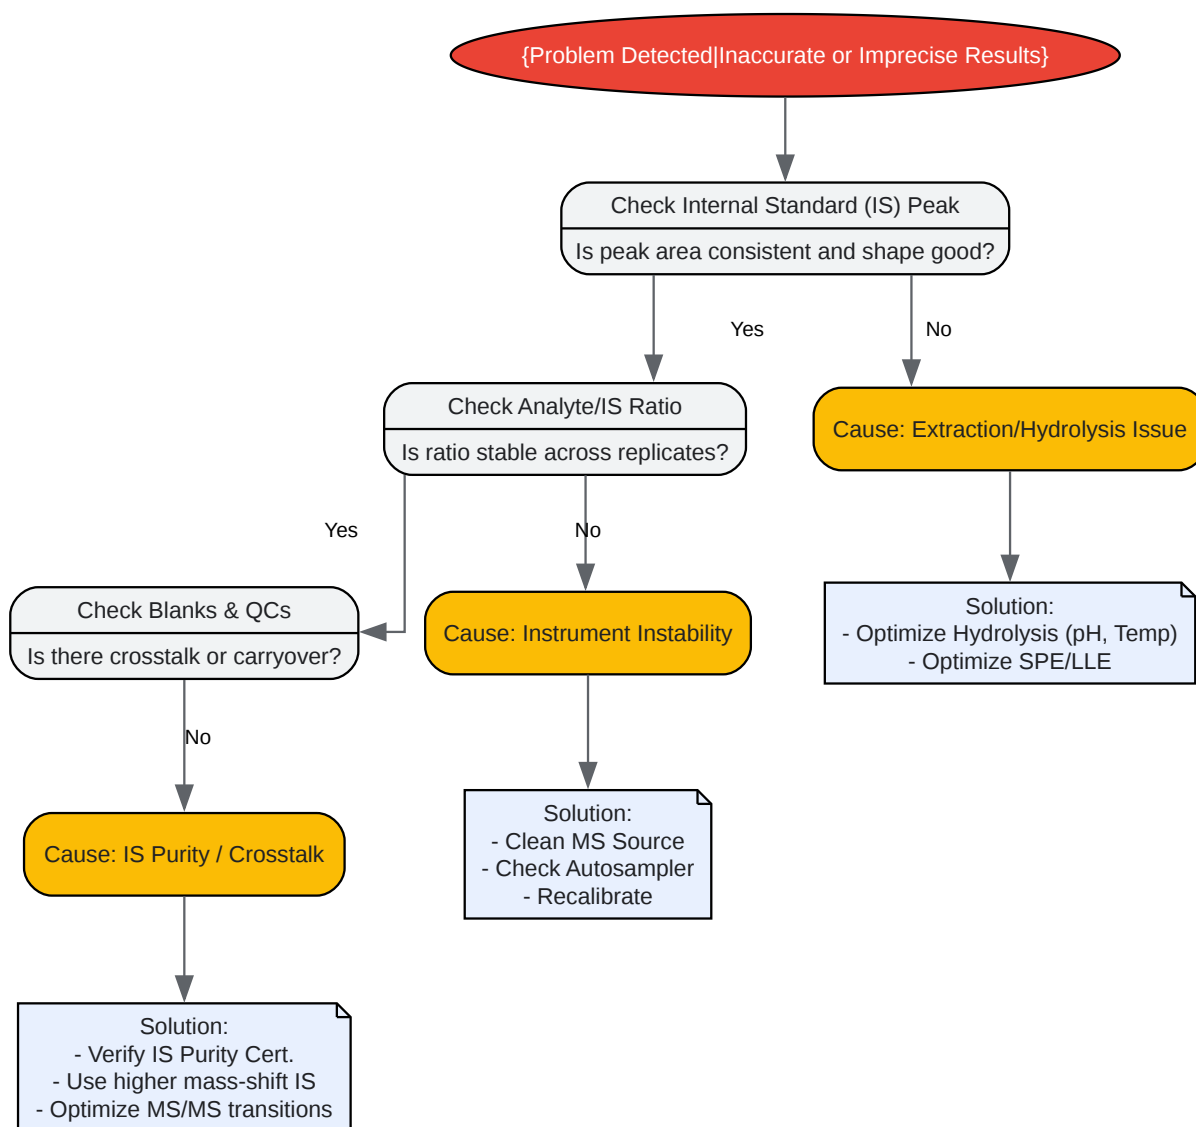 {Problem Detected|Inaccurate or Imprecise Results}
Check Internal Standard (IS) Peak
Is peak area consistent and shape good?
Yes
No
Check Analyte/IS Ratio
Is ratio stable across replicates?
Cause: Extraction/Hydrolysis Issue
Yes
No
Solution:
- Optimize Hydrolysis (pH, Temp)
- Optimize SPE/LLE
Check Blanks & QCs
Is there crosstalk or carryover?
Cause: Instrument Instability
No
Solution:
- Clean MS Source
- Check Autosampler
- Recalibrate
Cause: IS Purity / Crosstalk
Solution:
- Verify IS Purity Cert.
- Use higher mass-shift IS
- Optimize MS/MS transitions